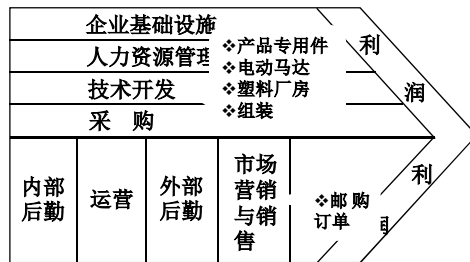 企业基础设施
人力资源管理
技术开发
采 购
❖产品专用件
❖电动马达
❖塑料厂房
❖组装
利
润
内部
后勤
运营
外部
后勤
市场
营销
与销
售
❖邮 购
订单
利